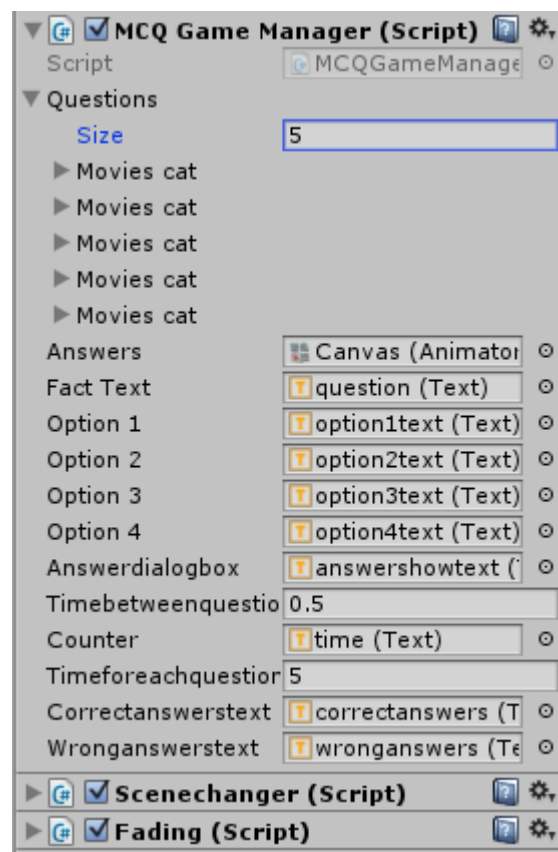 MCQ Game Manager (Script)
Script MCQGameManage
Questions
Size 5
Movies cat
Movies cat
Movies cat
Movies cat
Movies cat
Answers Canvas (Animator
Fact Text question (Text)
Option 1 option1text (Text)
Option 2 option2text (Text)
Option 3 option3text (Text)
Option 4 option4text (Text)
Answerdialogbox answershowtext (T
Timebetweenquestio 0.5
Counter time (Text)
Timeforeachquestion 5
Correctanswerstext correctanswers (T
Wronganswerstext wronganswers (Te
Scenechanger (Script)
Fading (Script)